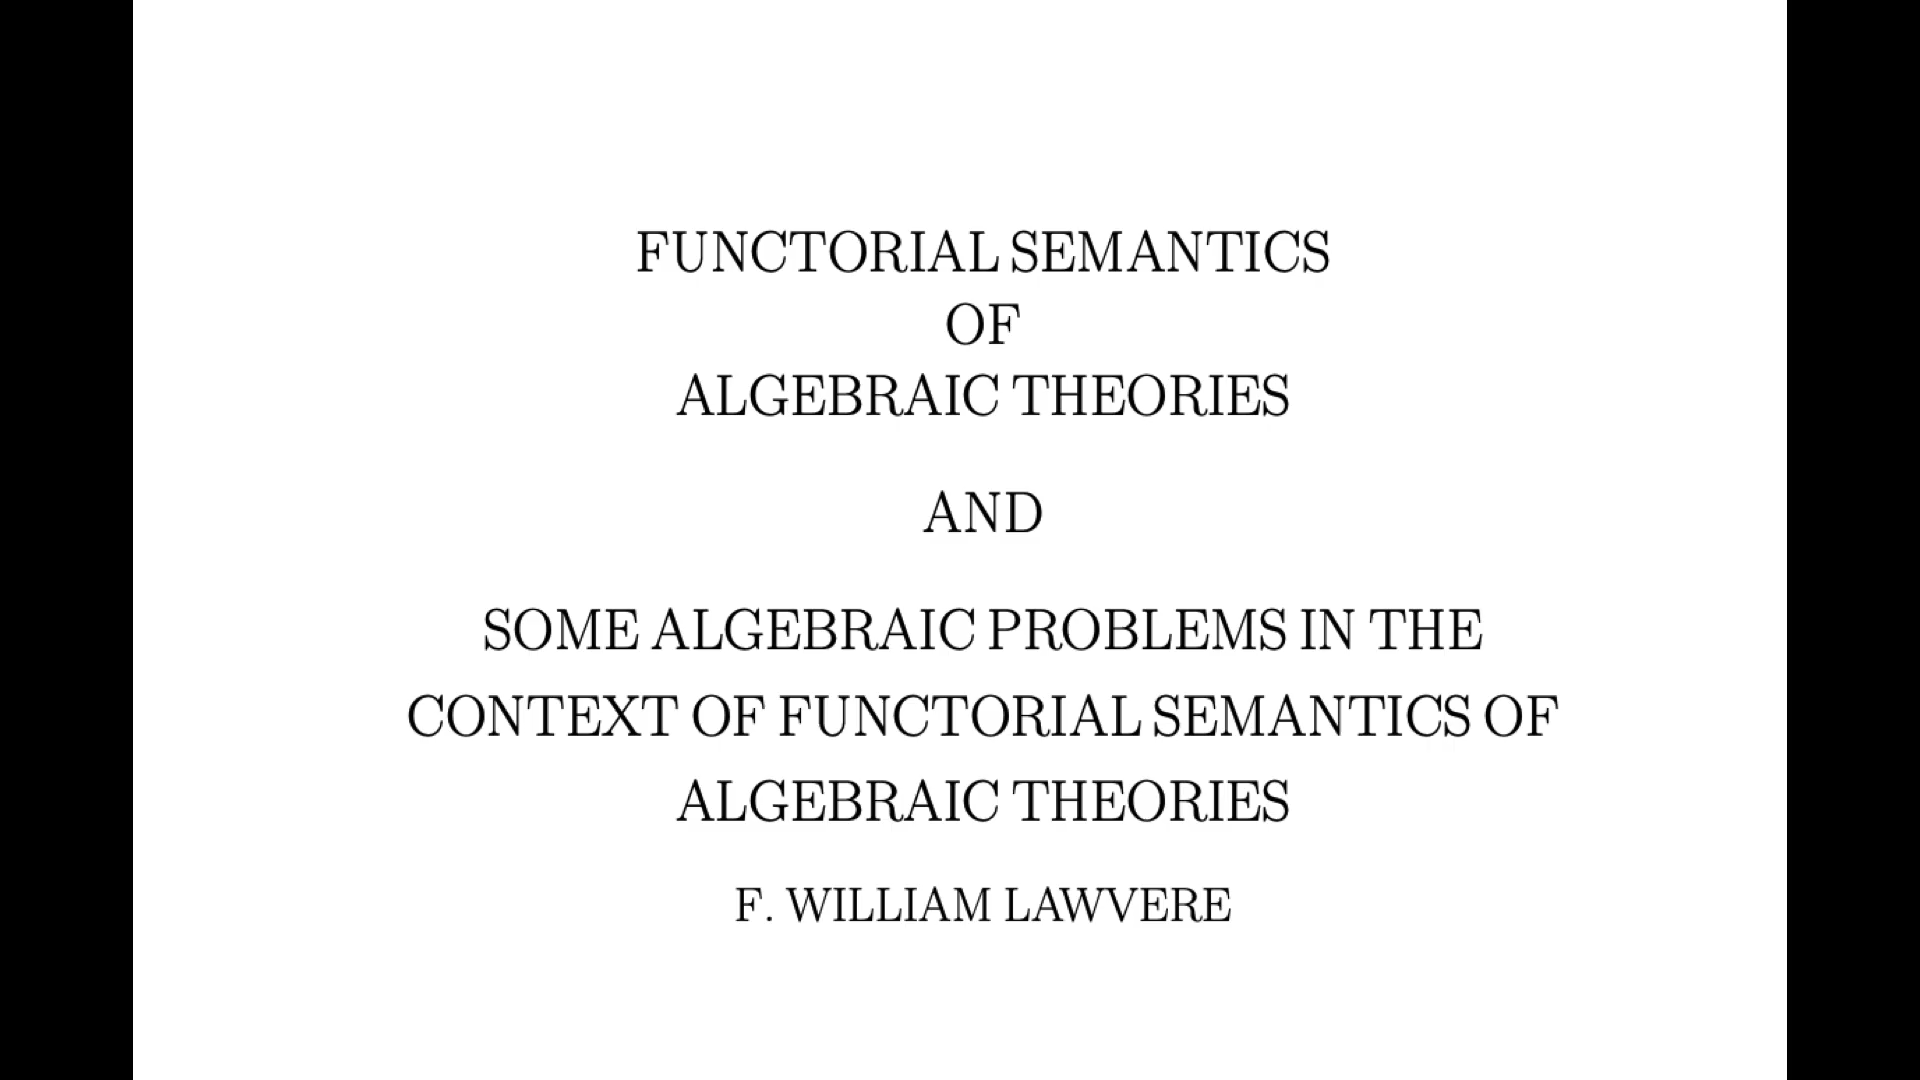 FUNCTORIAL SEMANTICS
OF
ALGEBRAIC THEORIES
AND
SOME ALGEBRAIC PROBLEMS IN THE
CONTEXT OF FUNCTORIAL SEMANTICS OF
ALGEBRAIC THEORIES
F. WILLIAM LAWVERE